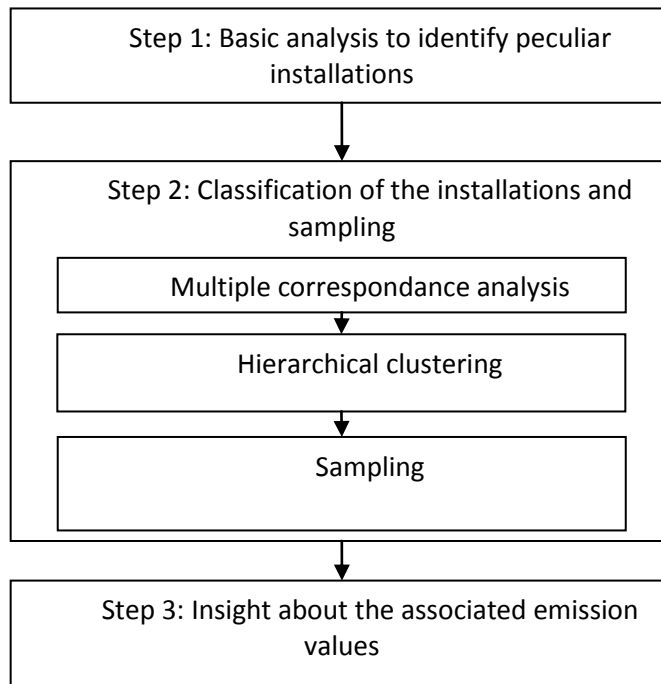 Step 1: Basic analysis to identify peculiar
installations
Step 2: Classification of the installations and
sampling
Multiple correspondance analysis
Hierarchical clustering
Sampling
Step 3: Insight about the associated emission
values